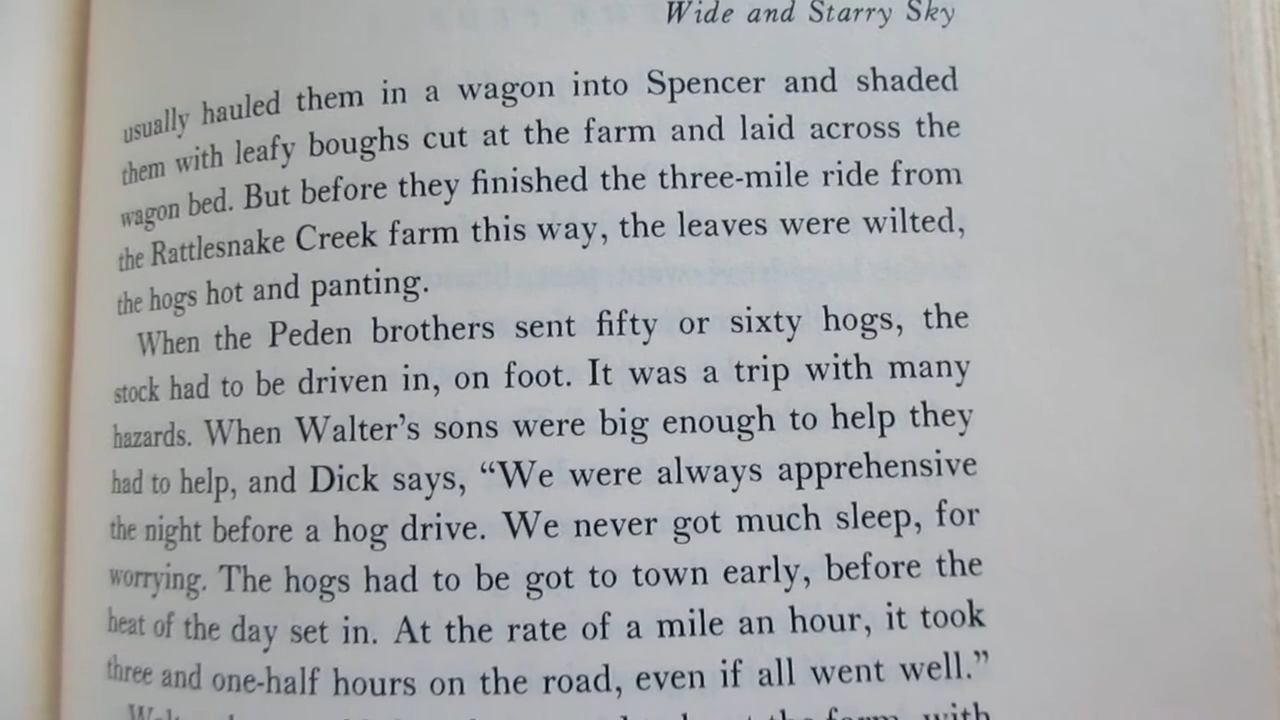 Wide and Starry Sky
usually hauled them in a wagon into Spencer and shaded
them with leafy boughs cut at the farm and laid across the
wagon bed. But before they finished the three-mile ride from
the Rattlesnake Creek farm this way, the leaves were wilted,
the hogs hot and panting.
When the Peden brothers sent fifty or sixty hogs, the
stock had to be driven in, on foot. It was a trip with many
hazards. When Walter’s sons were big enough to help they
had to help, and Dick says, “We were always apprehensive
the night before a hog drive. We never got much sleep, for
worrying. The hogs had to be got to town early, before the
heat of the day set in. At the rate of a mile an hour, it took
three and one-half hours on the road, even if all went well.”
the farm, with